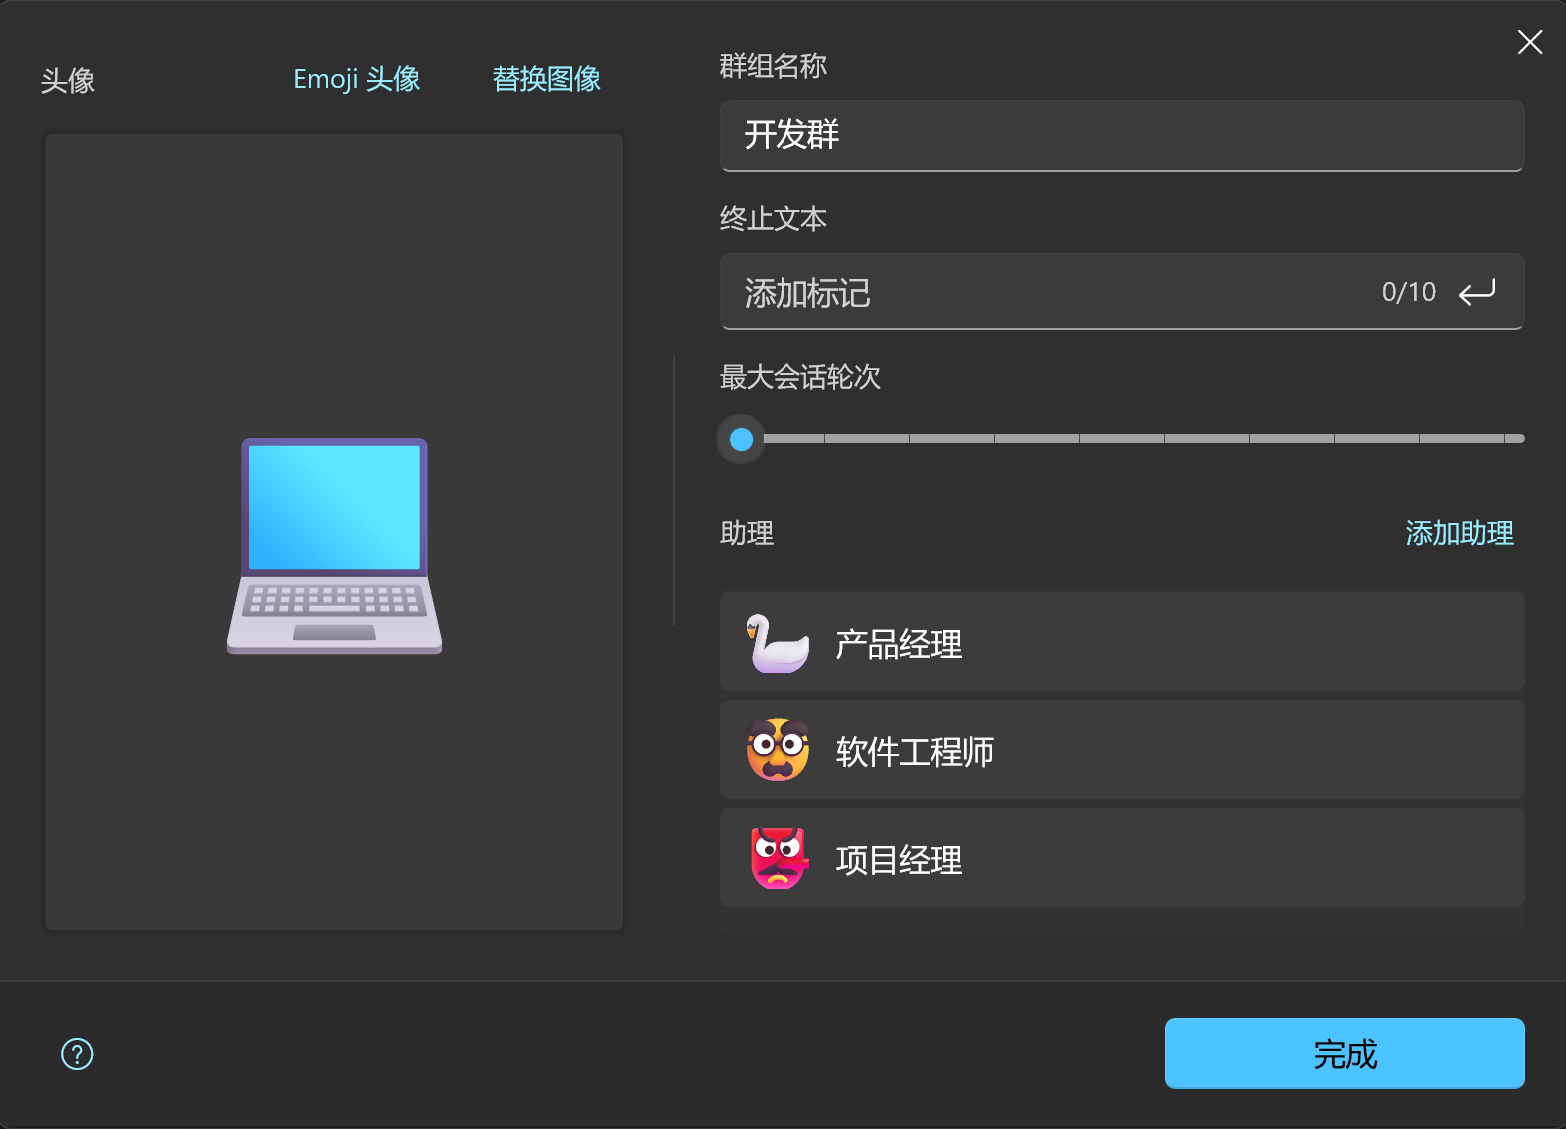 头像
Emoji 头像
替换图像
群组名称
开发群
终止文本
添加标记
0/10
最大会话轮次
助理
添加助理
产品经理
软件工程师
项目经理
?
完成